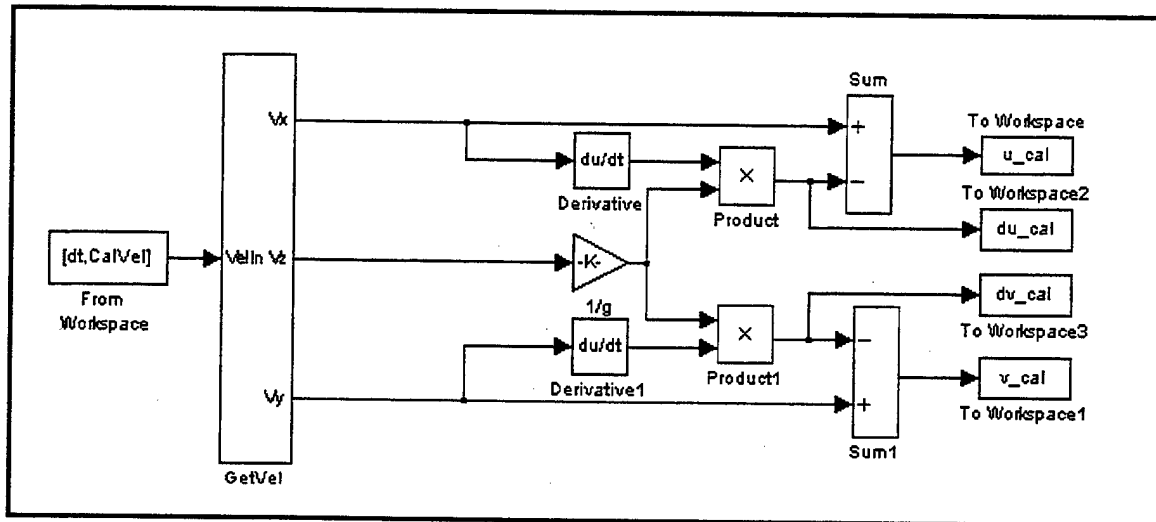 Sum
To Workspace
Vx
+
du/dt
×
−
u_cal
Derivative
Product
To Workspace2
du_cal
[dt,CalVel]
From
Workspace
VelIn Vz
-K-
1/g
dv_cal
To Workspace3
du/dt
×
−
Derivative1
Product1
v_cal
Vy
+
To Workspace1
Sum1
GetVel